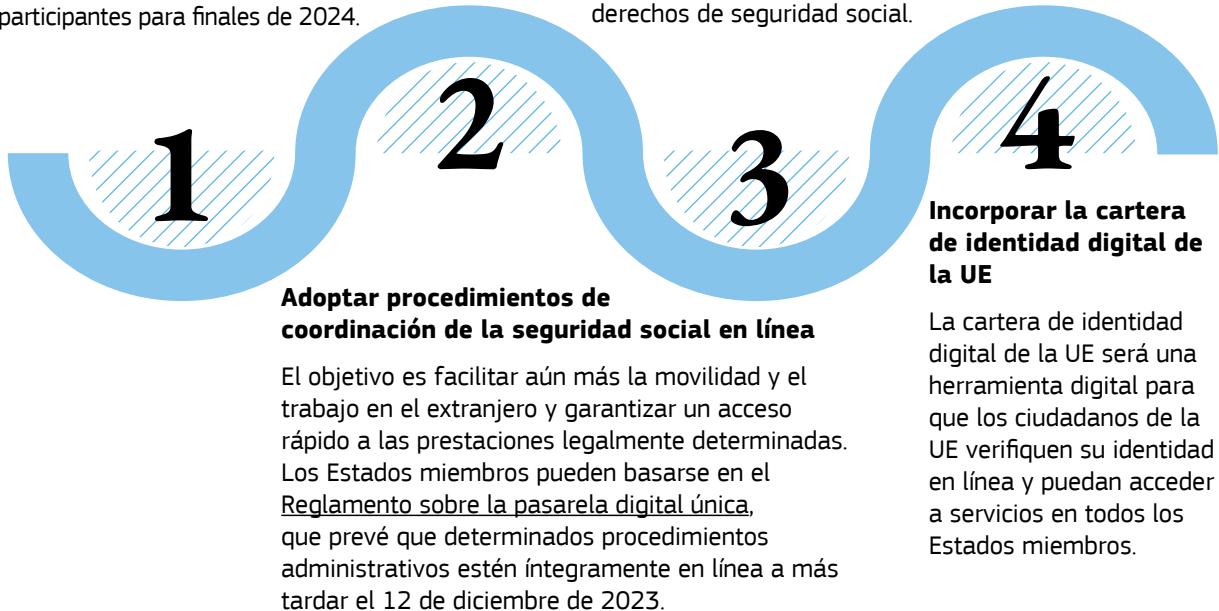 participantes para finales de 2024.
derechos de seguridad social.
1
2
3
4
Adoptar procedimientos de
coordinación de la seguridad social en línea
El objetivo es facilitar aún más la movilidad y el
trabajo en el extranjero y garantizar un acceso
rápido a las prestaciones legalmente determinadas.
Los Estados miembros pueden basarse en el
Reglamento sobre la pasarela digital única,
que prevé que determinados procedimientos
administrativos estén íntegramente en línea a más
tardar el 12 de diciembre de 2023.
Incorporar la cartera
de identidad digital de
la UE
La cartera de identidad
digital de la UE será una
herramienta digital para
que los ciudadanos de la
UE verifiquen su identidad
en línea y puedan acceder
a servicios en todos los
Estados miembros.